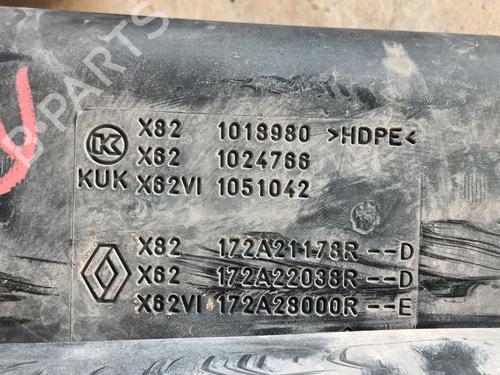 B-PARTS
X82 1018980 >HDPE<
X62 1024766
KUK X62VI 1051042
X82 172A21178R--D
X62 172A22038R--D
X62VI 172A28000R--E